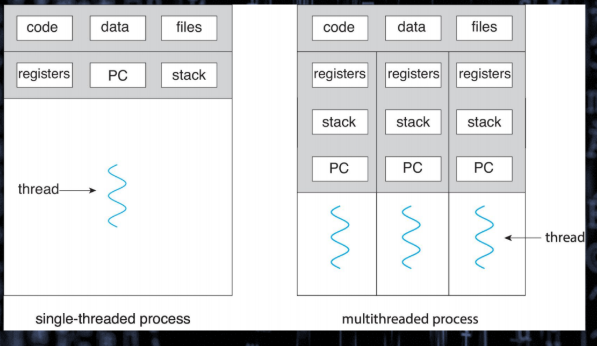 code data files
registers PC stack
thread
single-threaded process
code data files
registers registers registers
stack stack stack
PC PC PC
thread
multithreaded process